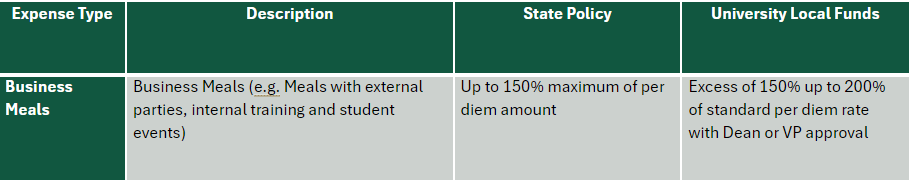 Expense Type
Description
State Policy
University Local Funds
Business
Meals
Business Meals (e.g. Meals with external
parties, internal training and student
events)
Up to 150% maximum of per
diem amount
Excess of 150% up to 200%
of standard per diem rate
with Dean or VP approval